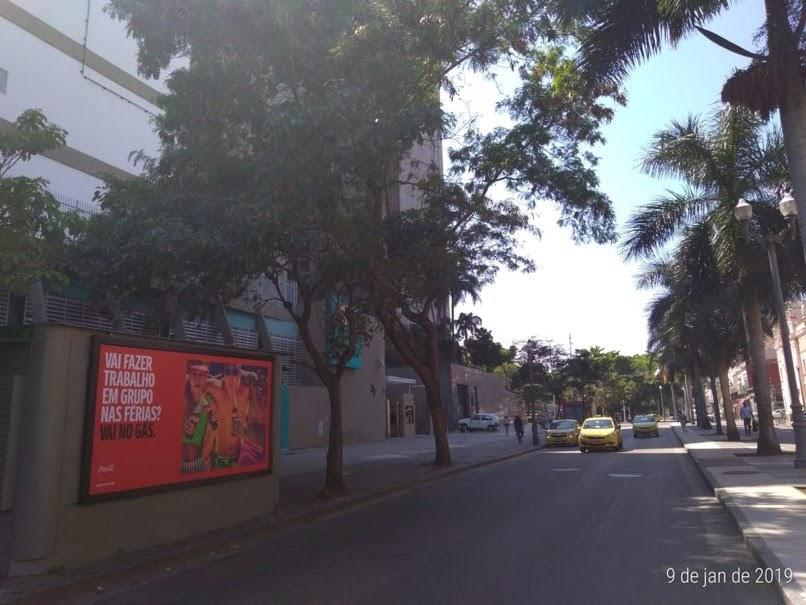 VAI FAZER
TRABALHO
EM GRUPO
NAS FÉRIAS?
VAI NO GÁS.
9 de jan de 2019